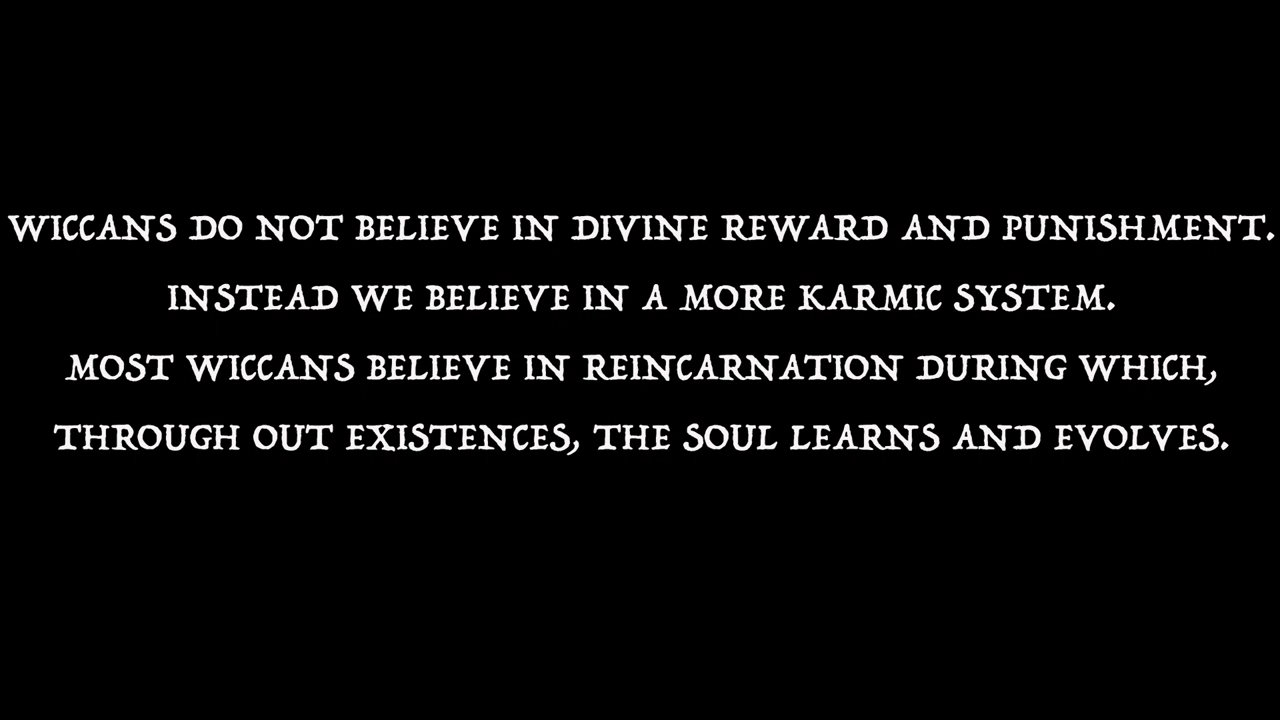 WICCANS DO NOT BELIEVE IN DIVINE REWARD AND PUNISHMENT.
INSTEAD WE BELIEVE IN A MORE KARMIC SYSTEM.
MOST WICCANS BELIEVE IN REINCARNATION DURING WHICH,
THROUGH OUT EXISTENCES, THE SOUL LEARNS AND EVOLVES.